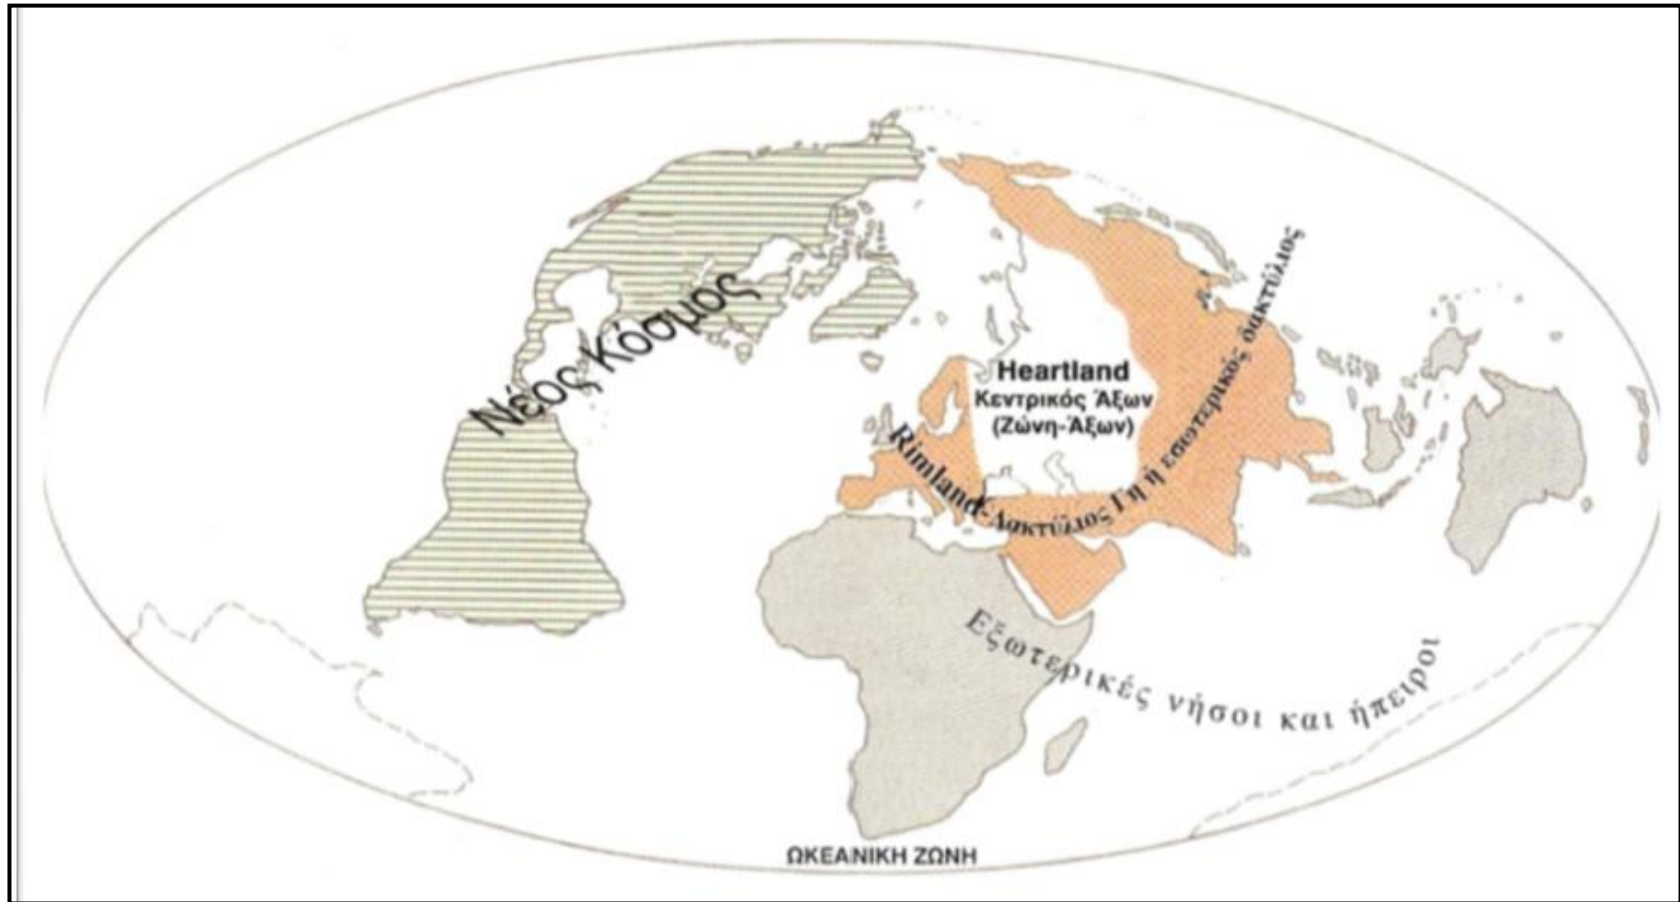 Νέος Κόσμος
Heartland
Κεντρικός Άξων
(Ζώνη-Άξων)
Rimland-Δακτύλιος Γη ή εσωτερικός δακτύλιος
Εξωτερικές νήσοι και ήπειροι
ΩΚΕΑΝΙΚΗ ΖΩΝΗ